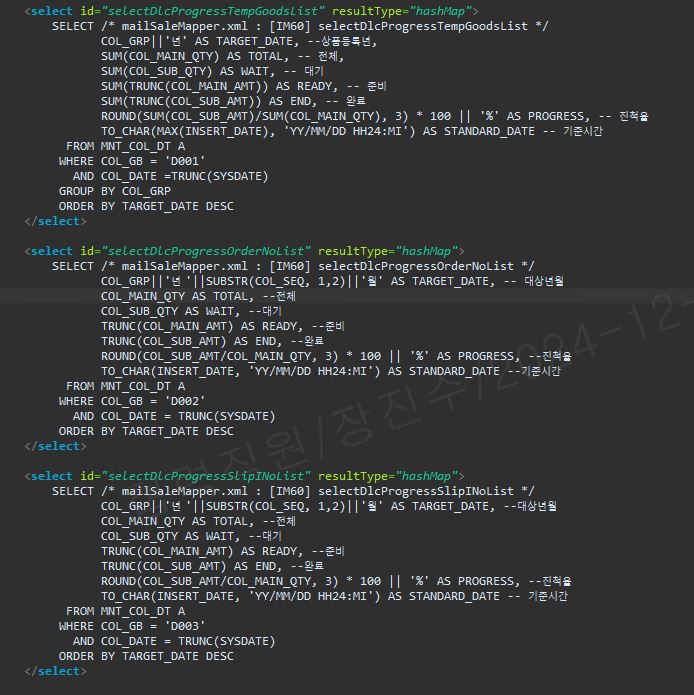 <select id="selectDlcProgressTempGoodsList" resultType="hashMap">
SELECT /* mailSaleMapper.xml : [IM60] selectDlcProgressTempGoodsList */
COL_GRP||'년' AS TARGET_DATE, --상품등록년,
SUM(COL_MAIN_QTY) AS TOTAL, -- 전체,
SUM(COL_SUB_QTY) AS WAIT, -- 대기
SUM(TRUNC(COL_MAIN_AMT)) AS READY, -- 준비
SUM(TRUNC(COL_SUB_AMT)) AS END, -- 완료
ROUND(SUM(COL_SUB_AMT)/SUM(COL_MAIN_QTY), 3) * 100 || '%' AS PROGRESS, -- 진척율
TO_CHAR(MAX(INSERT_DATE), 'YY/MM/DD HH24:MI') AS STANDARD_DATE -- 기준시간
FROM MNT_COL_DT A
WHERE COL_GB = 'D001'
AND COL_DATE =TRUNC(SYSDATE)
GROUP BY COL_GRP
ORDER BY TARGET_DATE DESC
</select>
<select id="selectDlcProgressOrderNoList" resultType="hashMap">
SELECT /* mailSaleMapper.xml : [IM60] selectDlcProgressOrderNoList */
COL_GRP||'년 '||SUBSTR(COL_SEQ, 1,2)||'월' AS TARGET_DATE, -- 대상년월
COL_MAIN_QTY AS TOTAL, --전체
COL_SUB_QTY AS WAIT, --대기
TRUNC(COL_MAIN_AMT) AS READY, --준비
TRUNC(COL_SUB_AMT) AS END, --완료
ROUND(COL_SUB_AMT/COL_MAIN_QTY, 3) * 100 || '%' AS PROGRESS, --진척율
TO_CHAR(INSERT_DATE, 'YY/MM/DD HH24:MI') AS STANDARD_DATE --기준시간
FROM MNT_COL_DT A
WHERE COL_GB = 'D002'
AND COL_DATE = TRUNC(SYSDATE)
ORDER BY TARGET_DATE DESC
</select>
<select id="selectDlcProgressSlipINoList" resultType="hashMap">
SELECT /* mailSaleMapper.xml : [IM60] selectDlcProgressSlipINoList */
COL_GRP||'년 '||SUBSTR(COL_SEQ, 1,2)||'월' AS TARGET_DATE, --대상년월
COL_MAIN_QTY AS TOTAL, --전체
COL_SUB_QTY AS WAIT, --대기
TRUNC(COL_MAIN_AMT) AS READY, --준비
TRUNC(COL_SUB_AMT) AS END, --완료
ROUND(COL_SUB_AMT/COL_MAIN_QTY, 3) * 100 || '%' AS PROGRESS, --진척율
TO_CHAR(INSERT_DATE, 'YY/MM/DD HH24:MI') AS STANDARD_DATE -- 기준시간
FROM MNT_COL_DT A
WHERE COL_GB = 'D003'
AND COL_DATE = TRUNC(SYSDATE)
ORDER BY TARGET_DATE DESC
</select>
/장진수/2024-12-